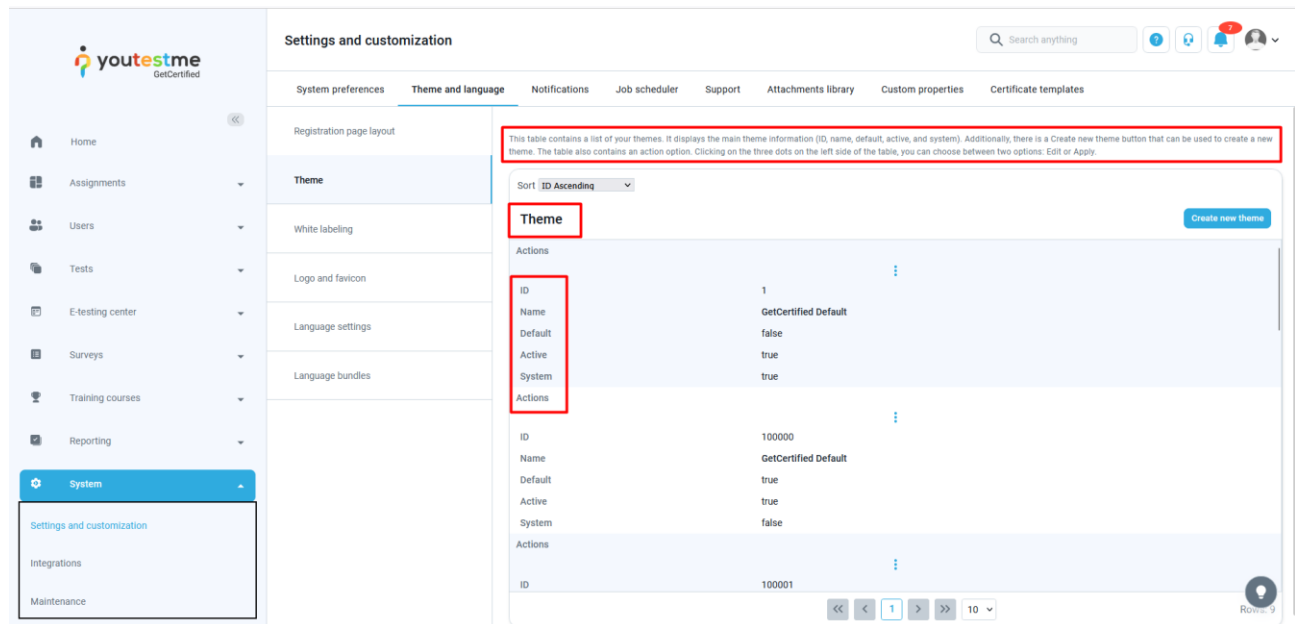 youtestme
GetCertified
Settings and customization
Search anything
?
7
System preferences
Theme and language
Notifications
Job scheduler
Support
Attachments library
Custom properties
Certificate templates
Home
Assignments
Users
Tests
E-testing center
Surveys
Training courses
Reporting
System
Settings and customization
Integrations
Maintenance
Registration page layout
Theme
White labeling
Logo and favicon
Language settings
Language bundles
This table contains a list of your themes. It displays the main theme information (ID, name, default, active, and system). Additionally, there is a Create new theme button that can be used to create a new
theme. The table also contains an action option. Clicking on the three dots on the left side of the table, you can choose between two options: Edit or Apply.
Sort ID Ascending
Theme
Create new theme
Actions
ID 1
Name GetCertified Default
Default false
Active true
System true
Actions
ID 100000
Name GetCertified Default
Default true
Active true
System false
Actions
ID 100001
1
10
Rows: 9